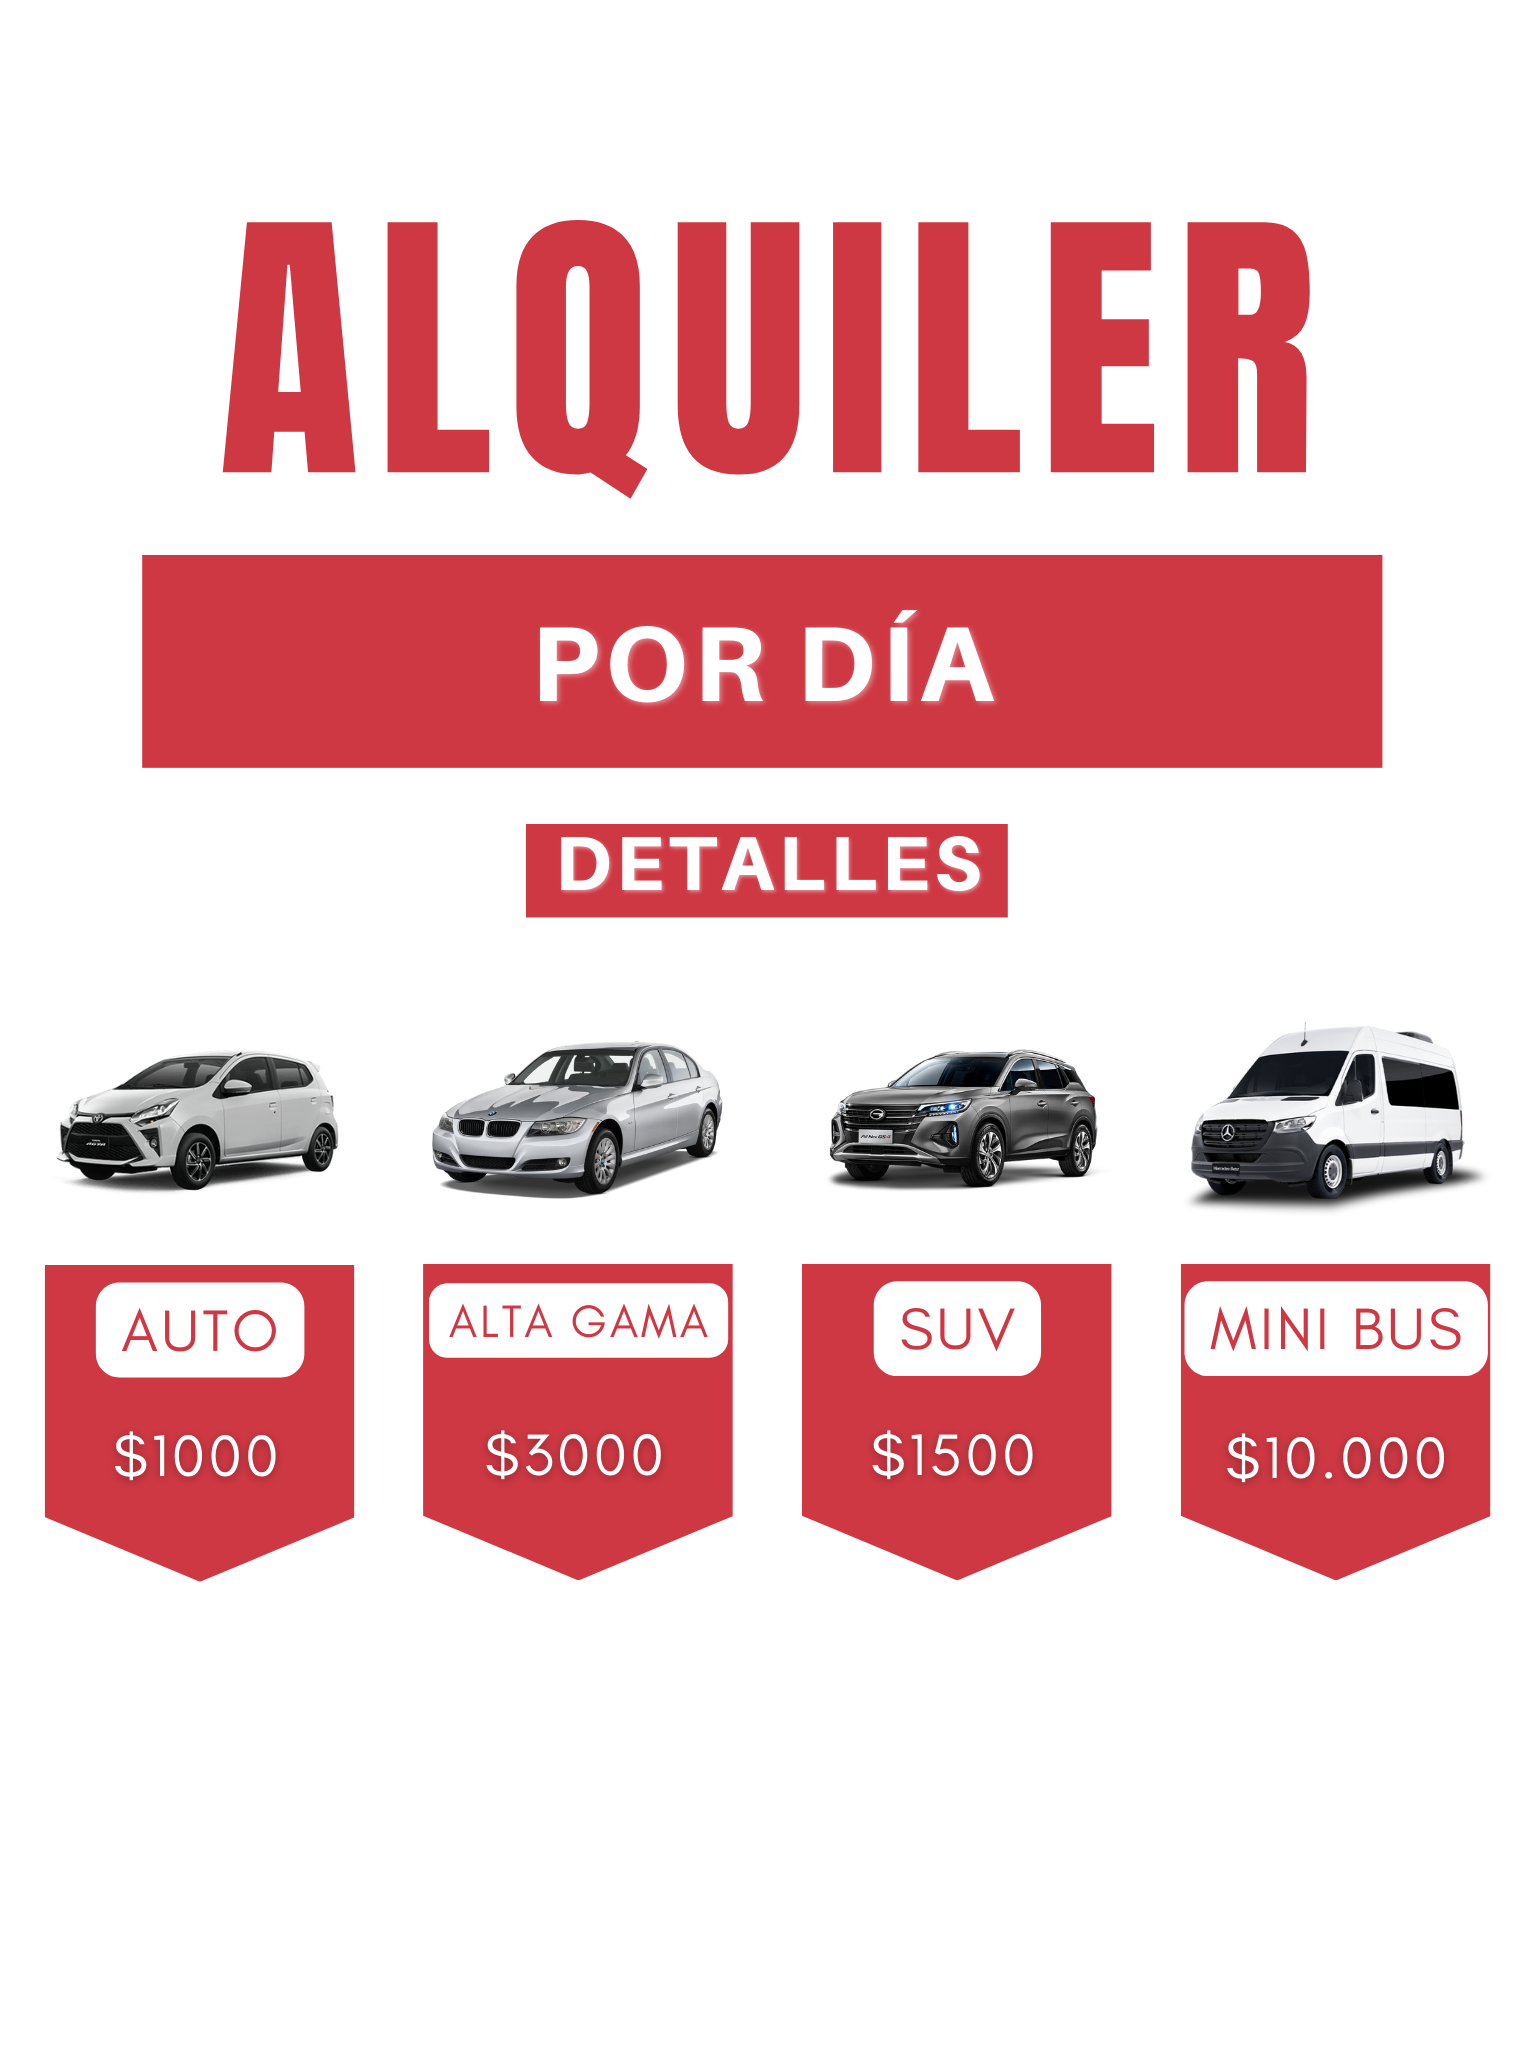 ALQUILER
POR DÍA
DETALLES
AUTO
$1000
ALTA GAMA
$3000
SUV
$1500
MINI BUS
$10.000